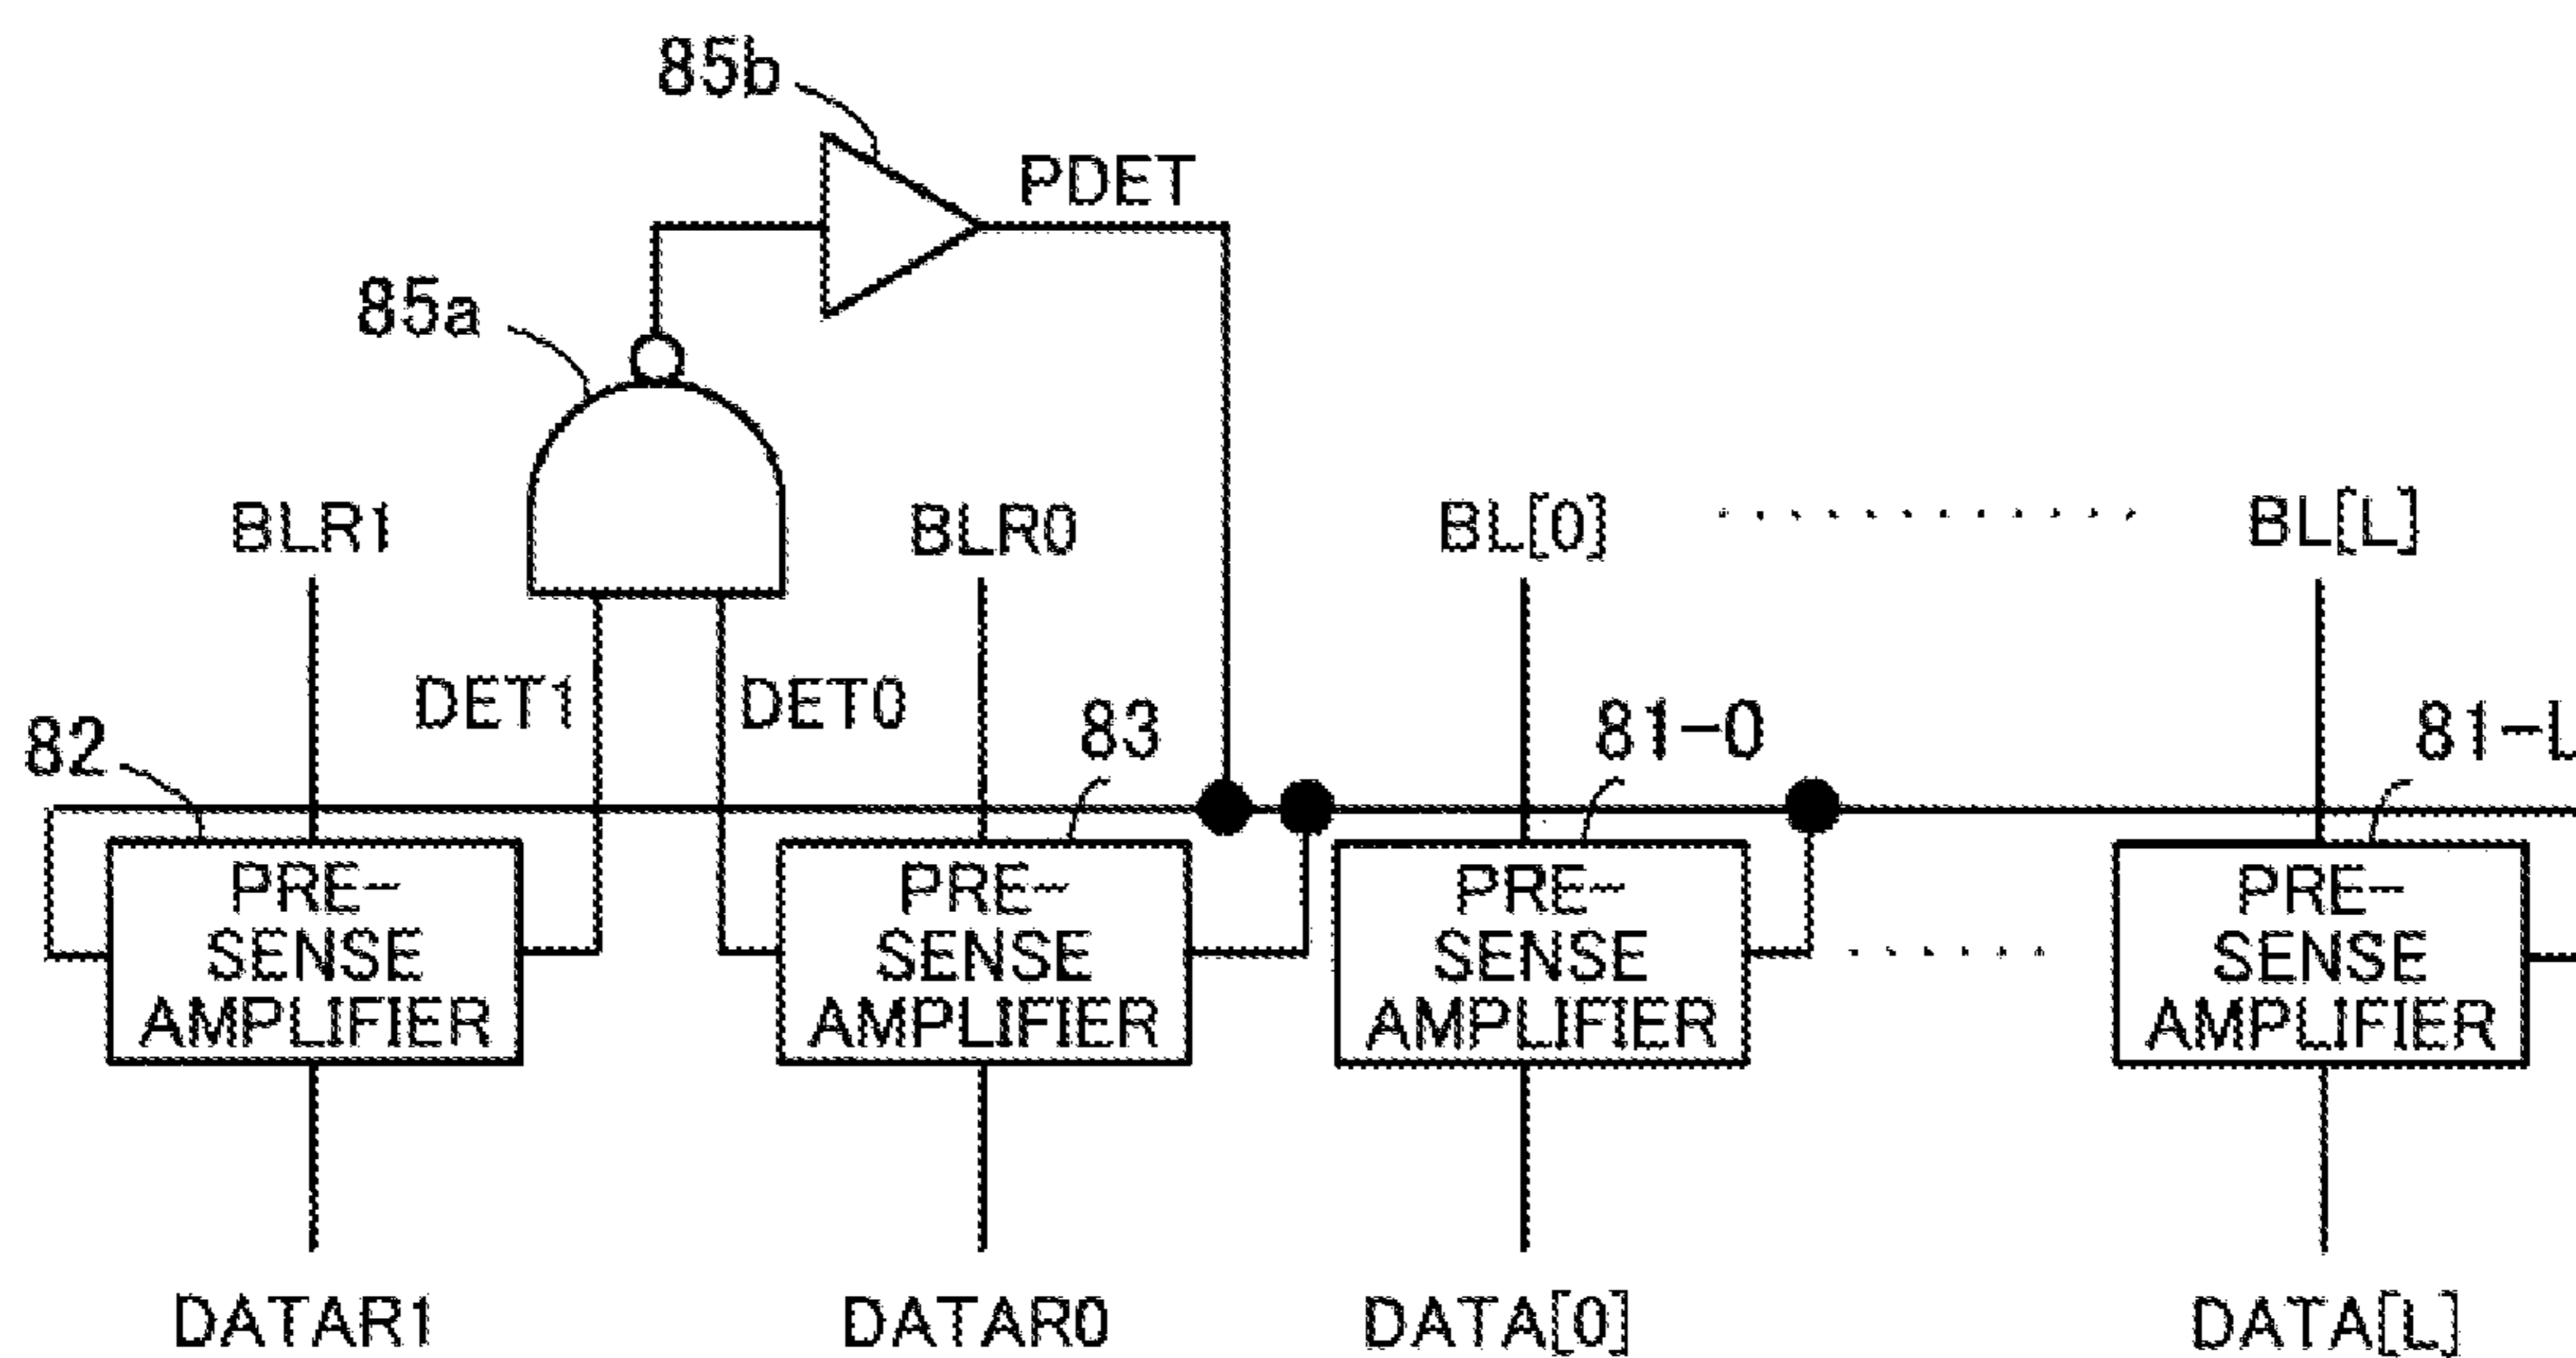 85b
PDET
85a
BLR1
BLR0
BL[0]
BL[L]
DET1
DET0
82
83
81-0
81-L
PRE-
SENSE
AMPLIFIER
PRE-
SENSE
AMPLIFIER
PRE-
SENSE
AMPLIFIER
PRE-
SENSE
AMPLIFIER
DATAR1
DATAR0
DATA[0]
DATA[L]